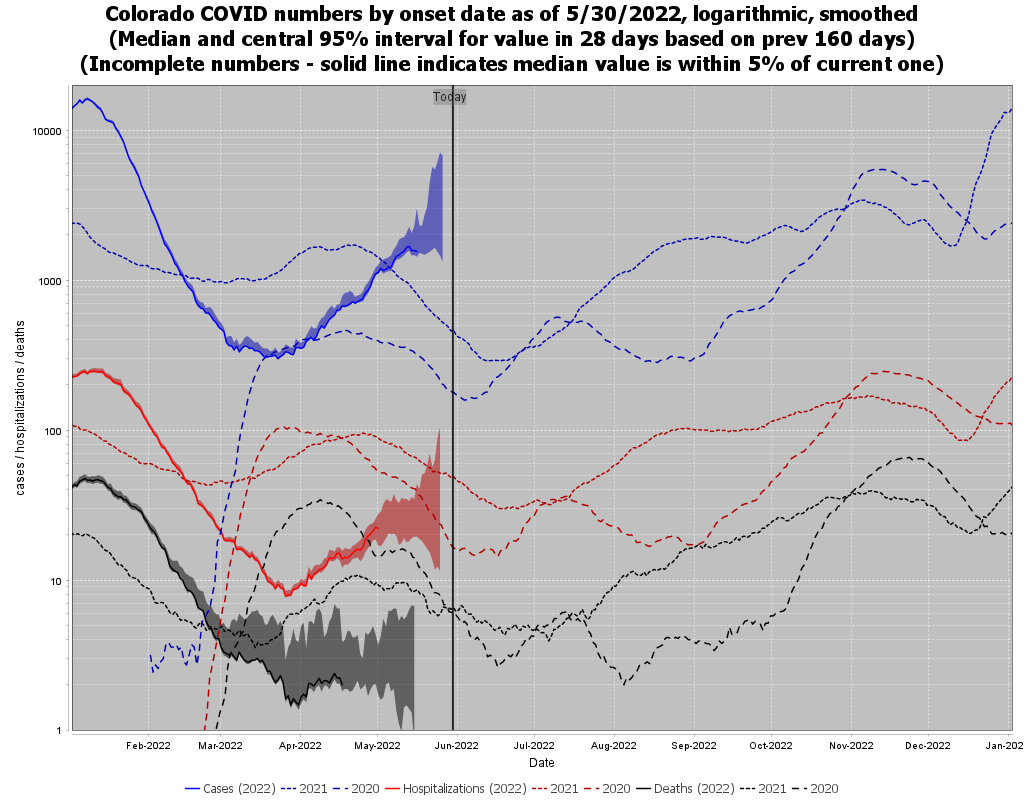 Colorado COVID numbers by onset date as of 5/30/2022, logarithmic, smoothed
(Median and central 95% interval for value in 28 days based on prev 160 days)
(Incomplete numbers - solid line indicates median value is within 5% of current one)
Today
10000
1000
100
10
1
cases / hospitalizations / deaths
Feb-2022 Mar-2022 Apr-2022 May-2022 Jun-2022 Jul-2022 Aug-2022 Sep-2022 Oct-2022 Nov-2022 Dec-2022 Jan-202
Date
Cases (2022) 2021 2020 Hospitalizations (2022) 2021 2020 Deaths (2022) 2021 2020